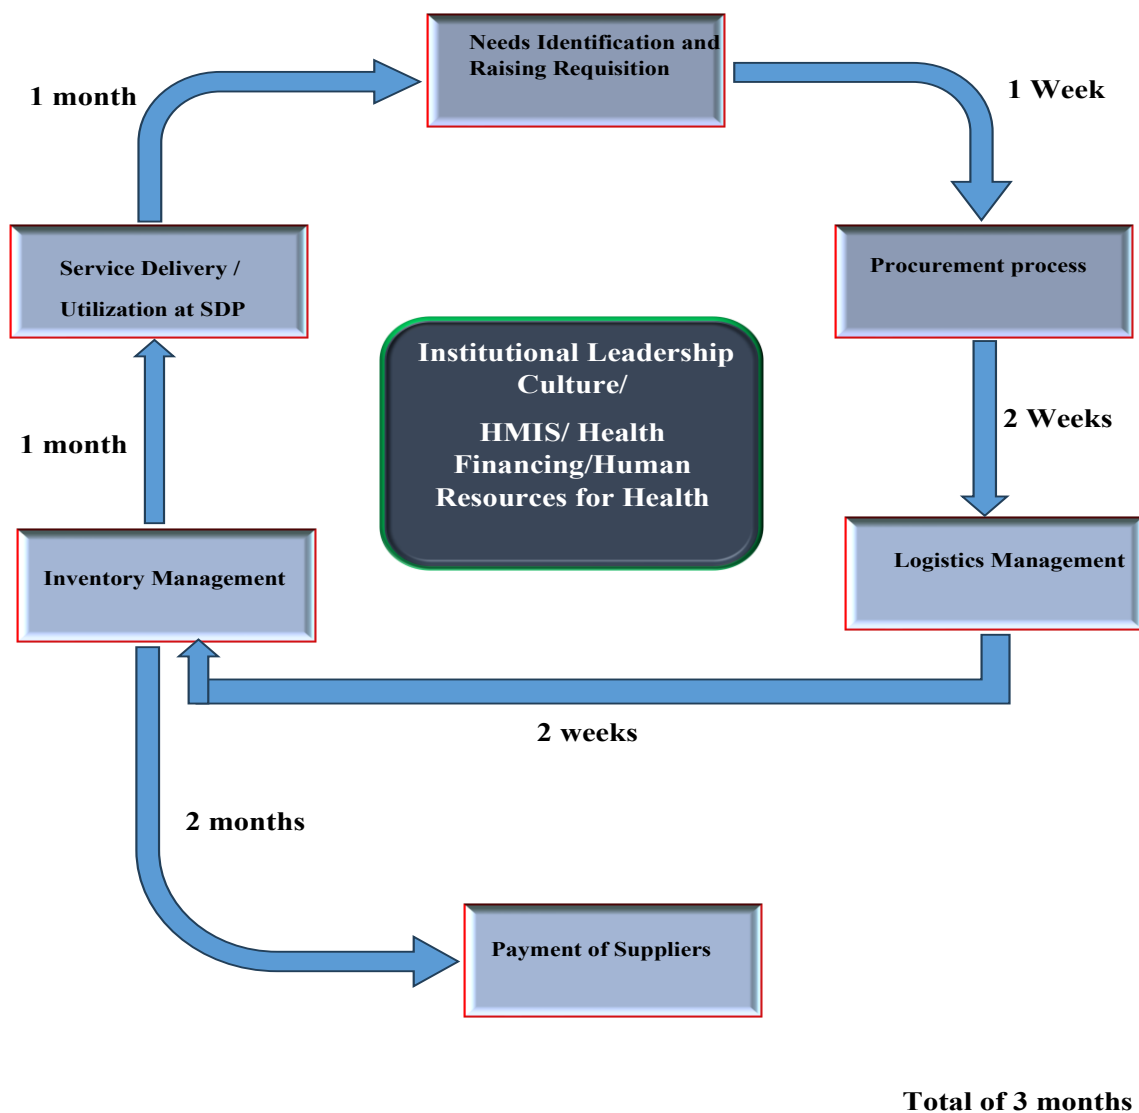 Needs Identification and
Raising Requisition
1 month
1 Week
Service Delivery /
Utilization at SDP
Procurement process
Institutional Leadership
Culture/
HMIS/ Health
Financing/Human
Resources for Health
1 month
2 Weeks
Inventory Management
Logistics Management
2 weeks
2 months
Payment of Suppliers
Total of 3 months